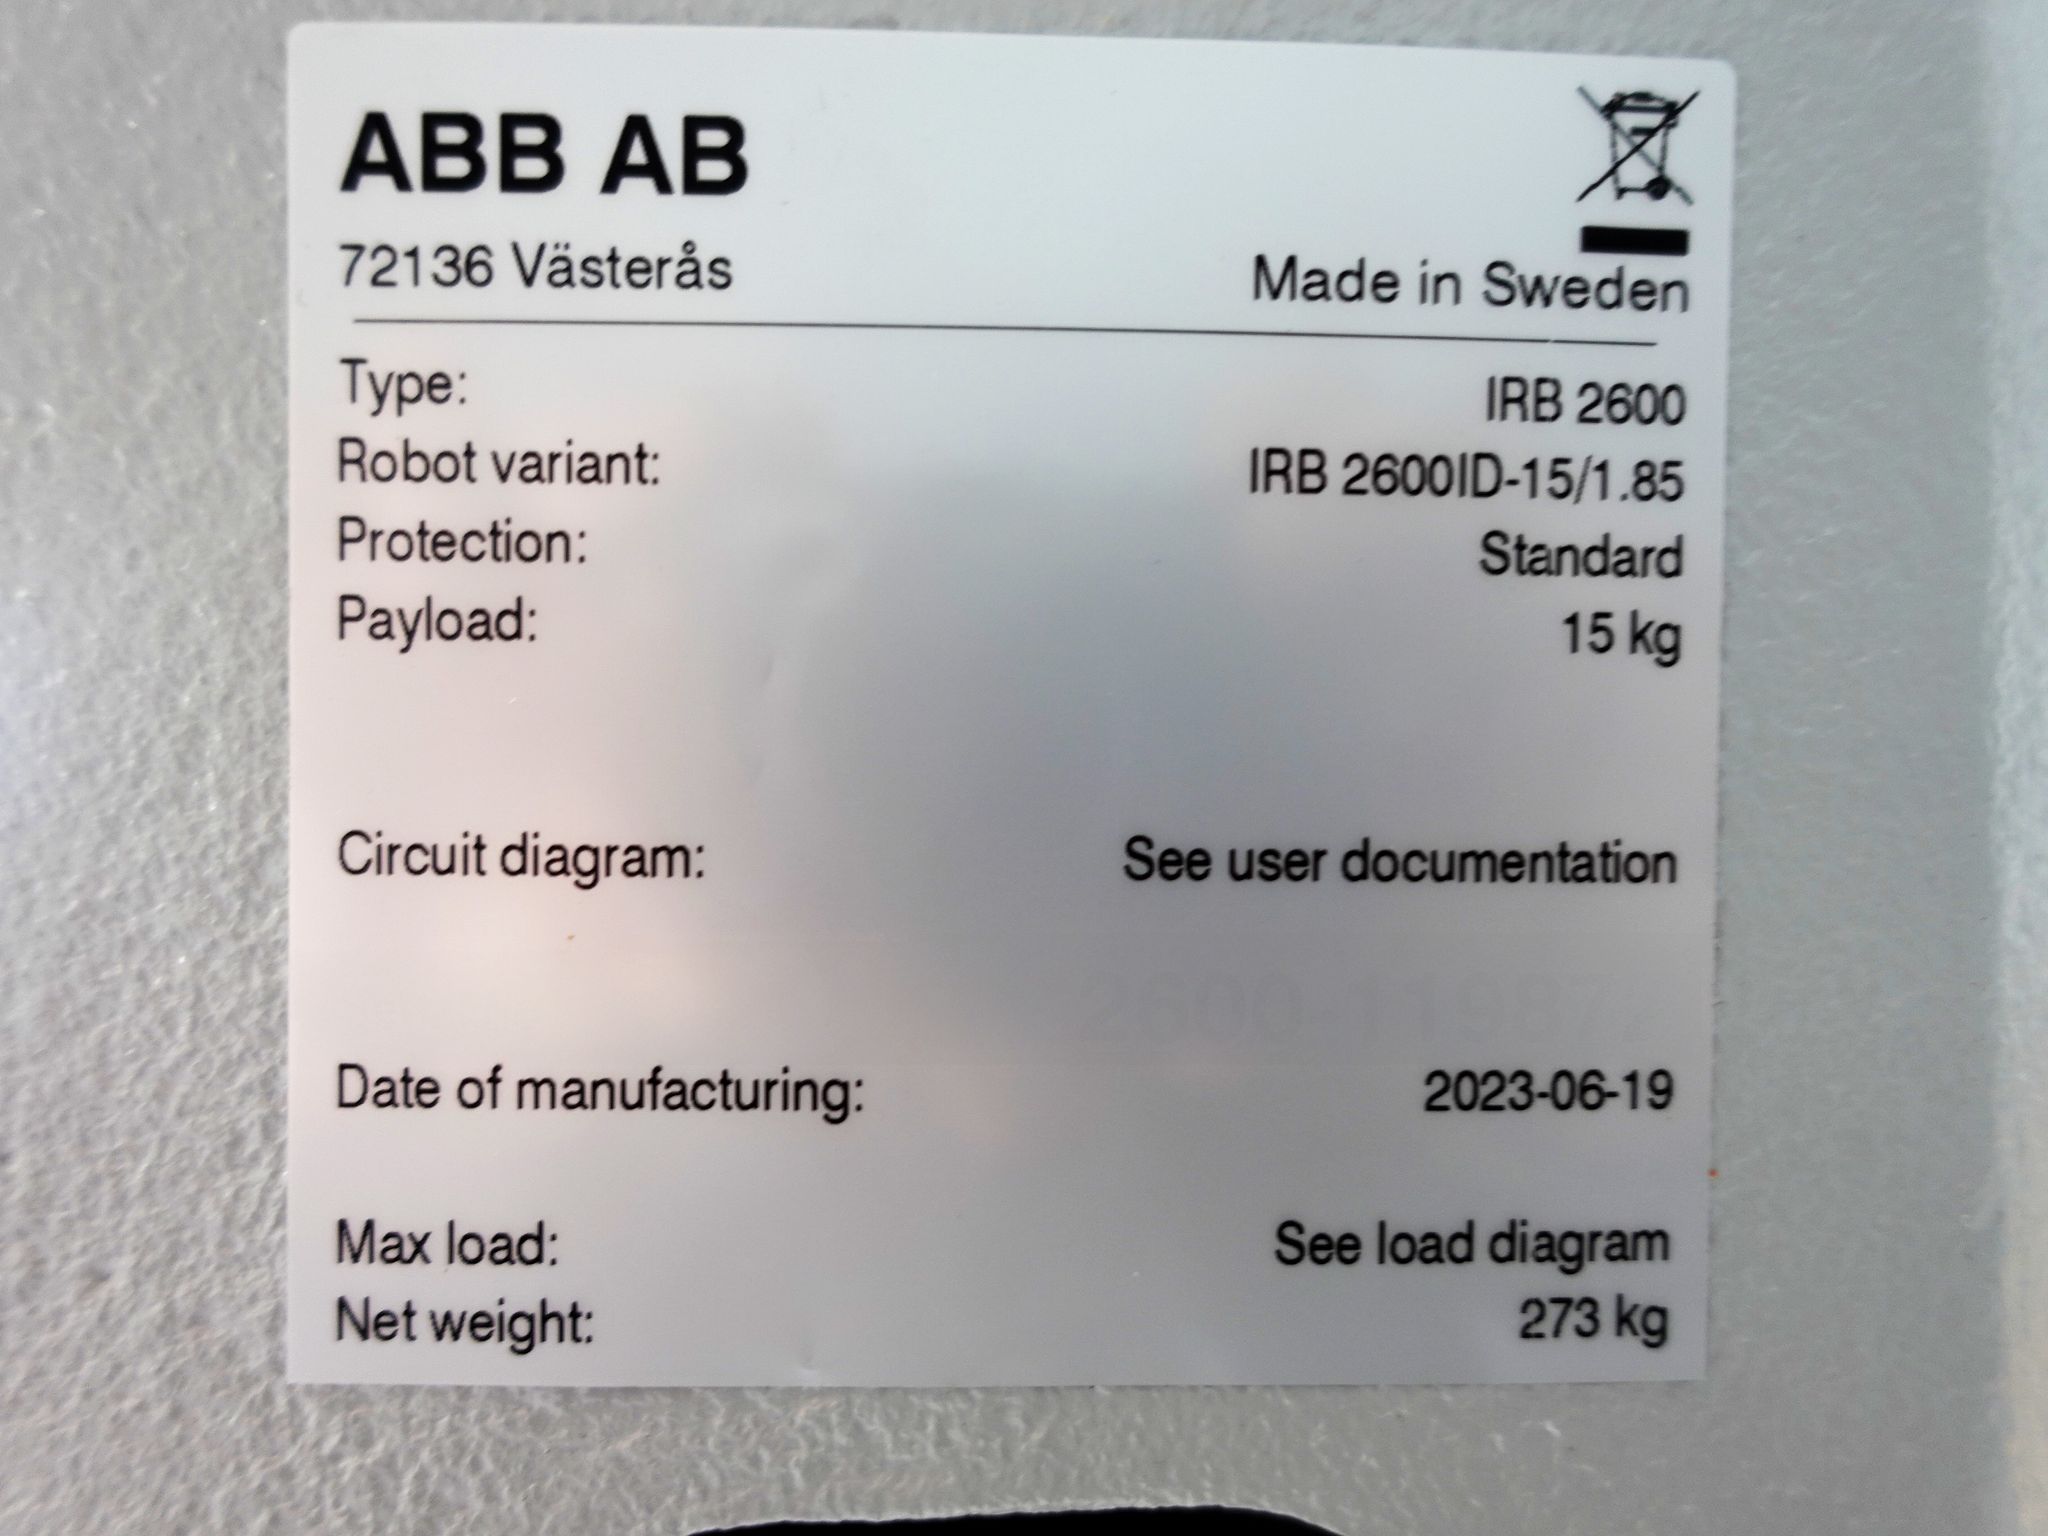 ABB AB
72136 Västerås
Made in Sweden
Type: IRB 2600
Robot variant: IRB 2600ID-15/1.85
Protection: Standard
Payload: 15 kg
Circuit diagram: See user documentation
Date of manufacturing: 2023-06-19
Max load: See load diagram
Net weight: 273 kg